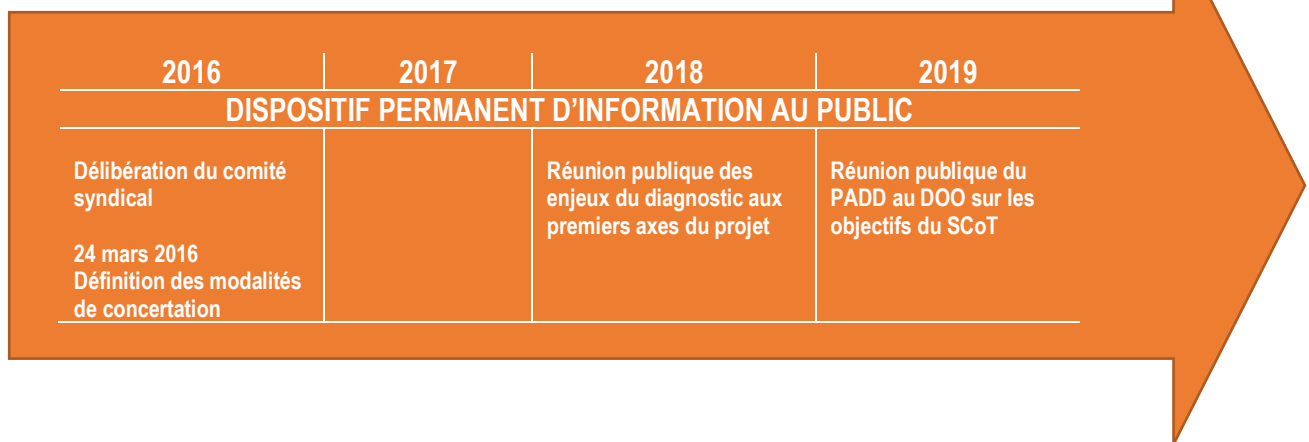 2016 2017 2018 2019
DISPOSITIF PERMANENT D'INFORMATION AU PUBLIC
Délibération du comité
syndical
24 mars 2016
Définition des modalités
de concertation
Réunion publique des
enjeux du diagnostic aux
premiers axes du projet
Réunion publique du
PADD au DOO sur les
objectifs du SCoT